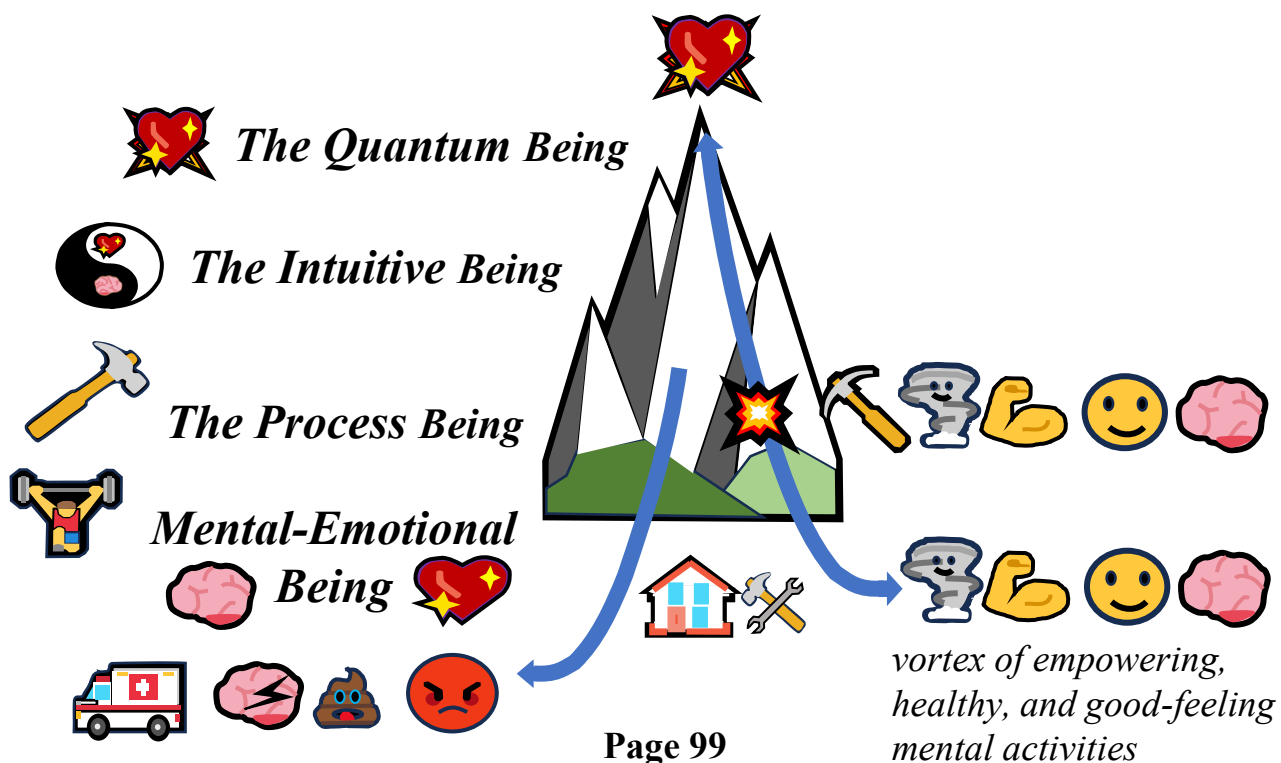 The Quantum Being
The Intuitive Being
The Process Being
Mental-Emotional
Being
vortex of empowering,
healthy, and good-feeling
mental activities
Page 99